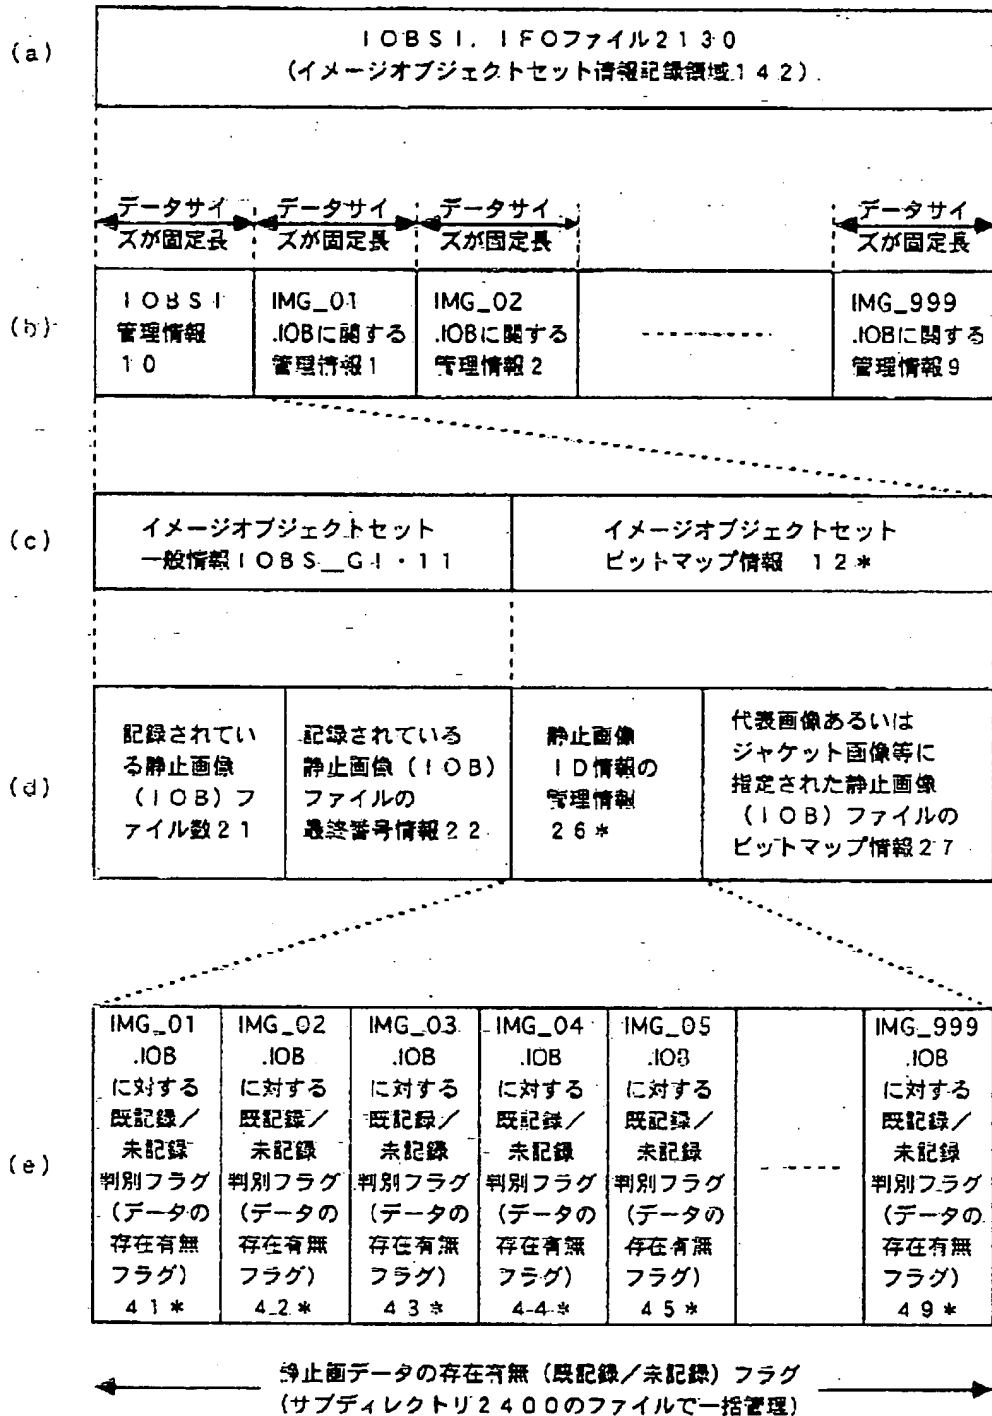 (a)
IOBSI. IFOファイル2130
(イメージオブジェクトセット情報記録領域142)
データサイ
ズが固定長
データサイ
ズが固定長
データサイ
ズが固定長
データサイ
ズが固定長
(b)
IOBSI
管理情報
10
IMG_01
.IOBに関する
管理情報1
IMG_02
.IOBに関する
管理情報2
IMG_999
.IOBに関する
管理情報9
(c)
イメージオブジェクトセット
一般情報IOBS_GI・11
イメージオブジェクトセット
ビットマップ情報 12*
(d)
記録されてい
る静止画像
(IOB)フ
ァイル数21
記録されている
静止画像(IOB)
ファイルの
最終番号情報22
静止画像
ID情報の
管理情報
26*
代表画像あるいは
ジャケット画像等に
指定された静止画像
(IOB)ファイルの
ビットマップ情報27
(e)
IMG_01
.IOB
に対する
既記録/
未記録
判別フラグ
(データの
存在有無
フラグ)
41*
IMG_02
.IOB
に対する
既記録/
未記録
判別フラグ
(データの
存在有無
フラグ)
42*
IMG_03
.IOB
に対する
既記録/
未記録
判別フラグ
(データの
存在有無
フラグ)
43*
IMG_04
.IOB
に対する
既記録/
未記録
判別フラグ
(データの
存在有無
フラグ)
44*
IMG_05
.IOB
に対する
既記録/
未記録
判別フラグ
(データの
存在有無
フラグ)
45*
IMG_999
.IOB
に対する
既記録/
未記録
判別フラグ
(データの
存在有無
フラグ)
49*
静止画データの存在有無(既記録/未記録)フラグ
(サブディレクトリ2400のファイルで一括管理)